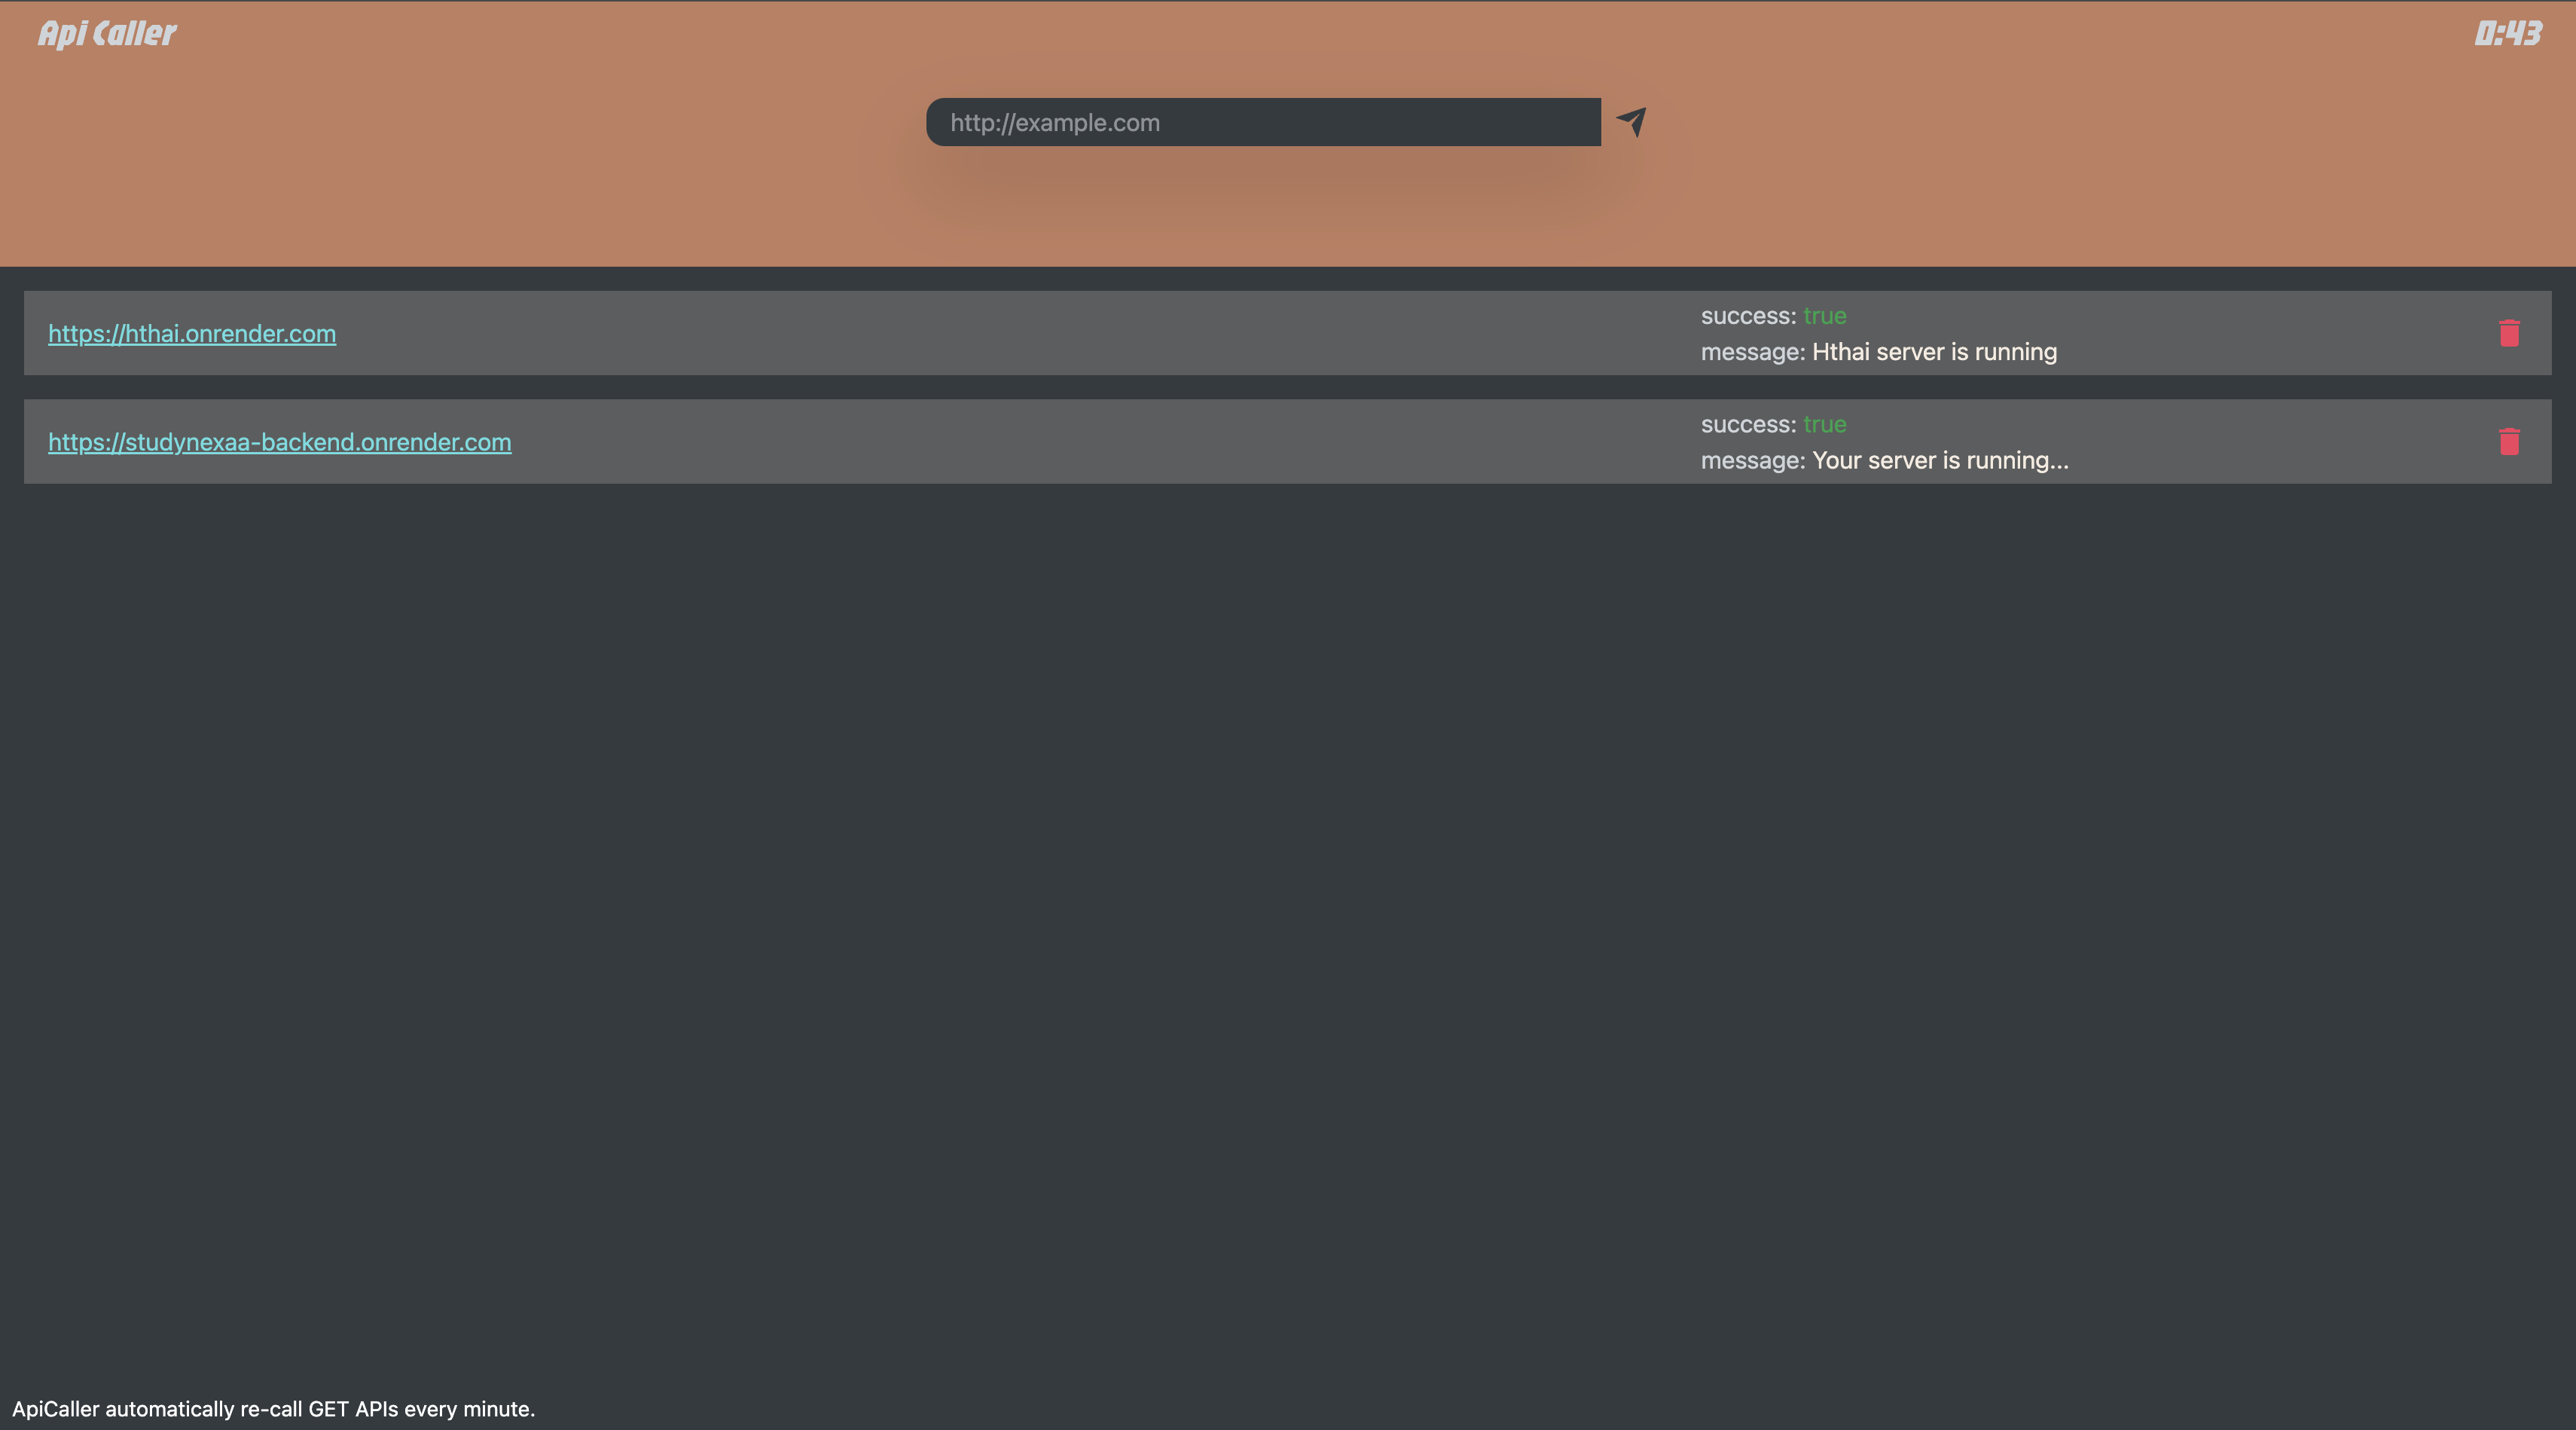 Api Caller
0:43
http://example.com
https://hthai.onrender.com
success: true
message: Hthai server is running
https://studynexaa-backend.onrender.com
success: true
message: Your server is running...
ApiCaller automatically re-call GET APIs every minute.